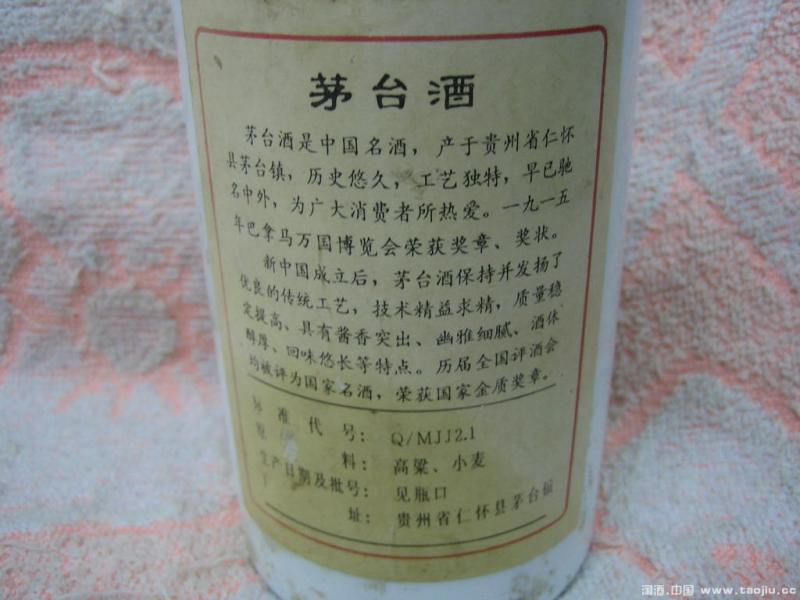 茅台酒
茅台酒是中国名酒，产于贵州省仁怀
县茅台镇，历史悠久，工艺独特，早已驰
名中外，为广大消费者所热爱。一九一五
年巴拿马万国博览会荣获奖章、奖状。
新中国成立后，茅台酒保持并发扬了
优良的传统工艺，技术精益求精，质量稳
定提高、具有酱香突出、幽雅细腻、酒体
醇厚、回味悠长等特点。历届全国评酒会
均被评为国家名酒，荣获国家金质奖章。
标准代号：Q/MJJ2.1
原料：高粱、小麦
生产日期及批号：见瓶口
址：贵州省仁怀县茅台镇
淘酒.中国 www.taojiu.cc